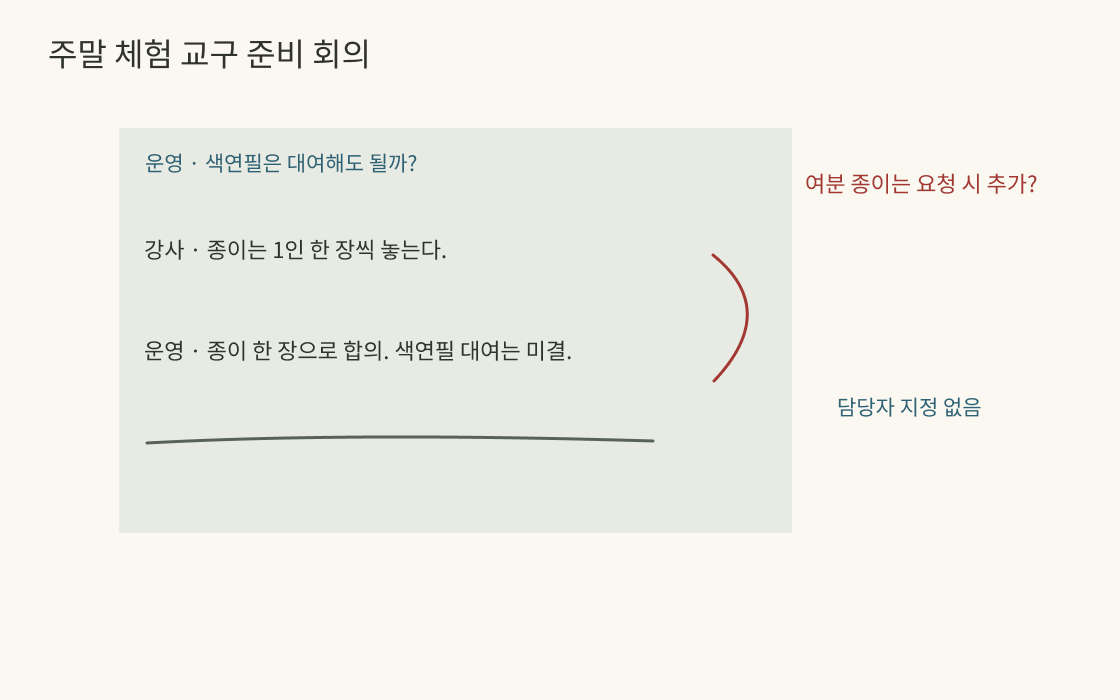 주말 체험 교구 준비 회의
운영 · 색연필은 대여해도 될까?
여분 종이는 요청 시 추가?
강사 · 종이는 1인 한 장씩 놓는다.
운영 · 종이 한 장으로 합의. 색연필 대여는 미결.
담당자 지정 없음